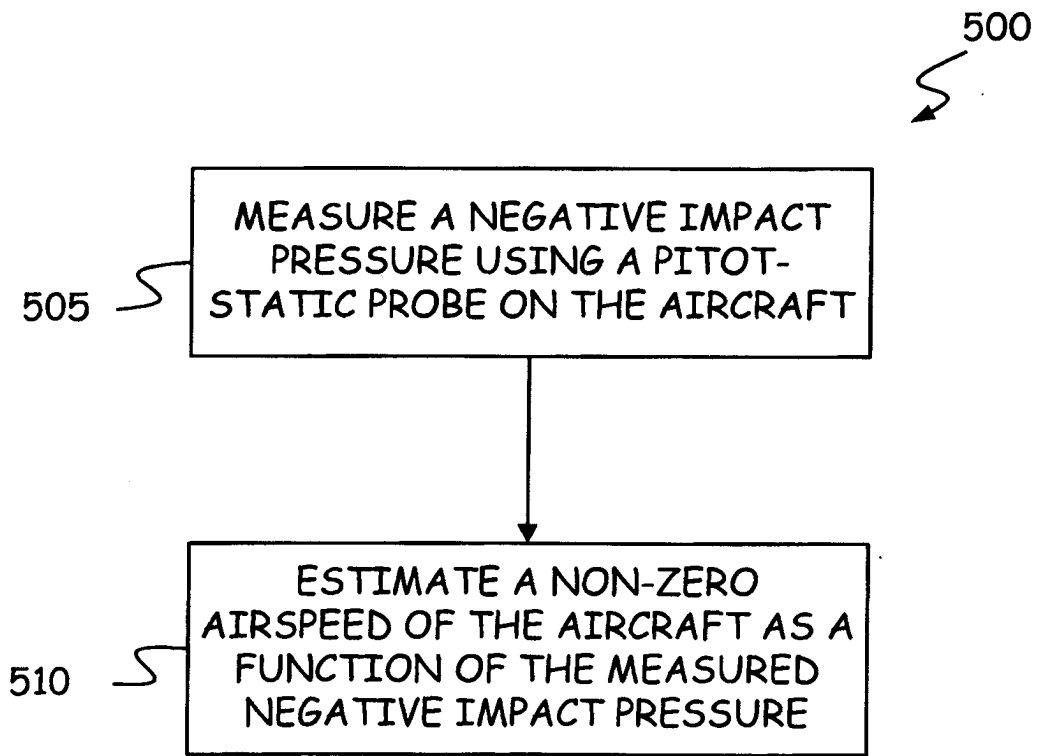 500
MEASURE A NEGATIVE IMPACT
PRESSURE USING A PITOT-
STATIC PROBE ON THE AIRCRAFT
505
ESTIMATE A NON-ZERO
AIRSPEED OF THE AIRCRAFT AS A
FUNCTION OF THE MEASURED
NEGATIVE IMPACT PRESSURE
510